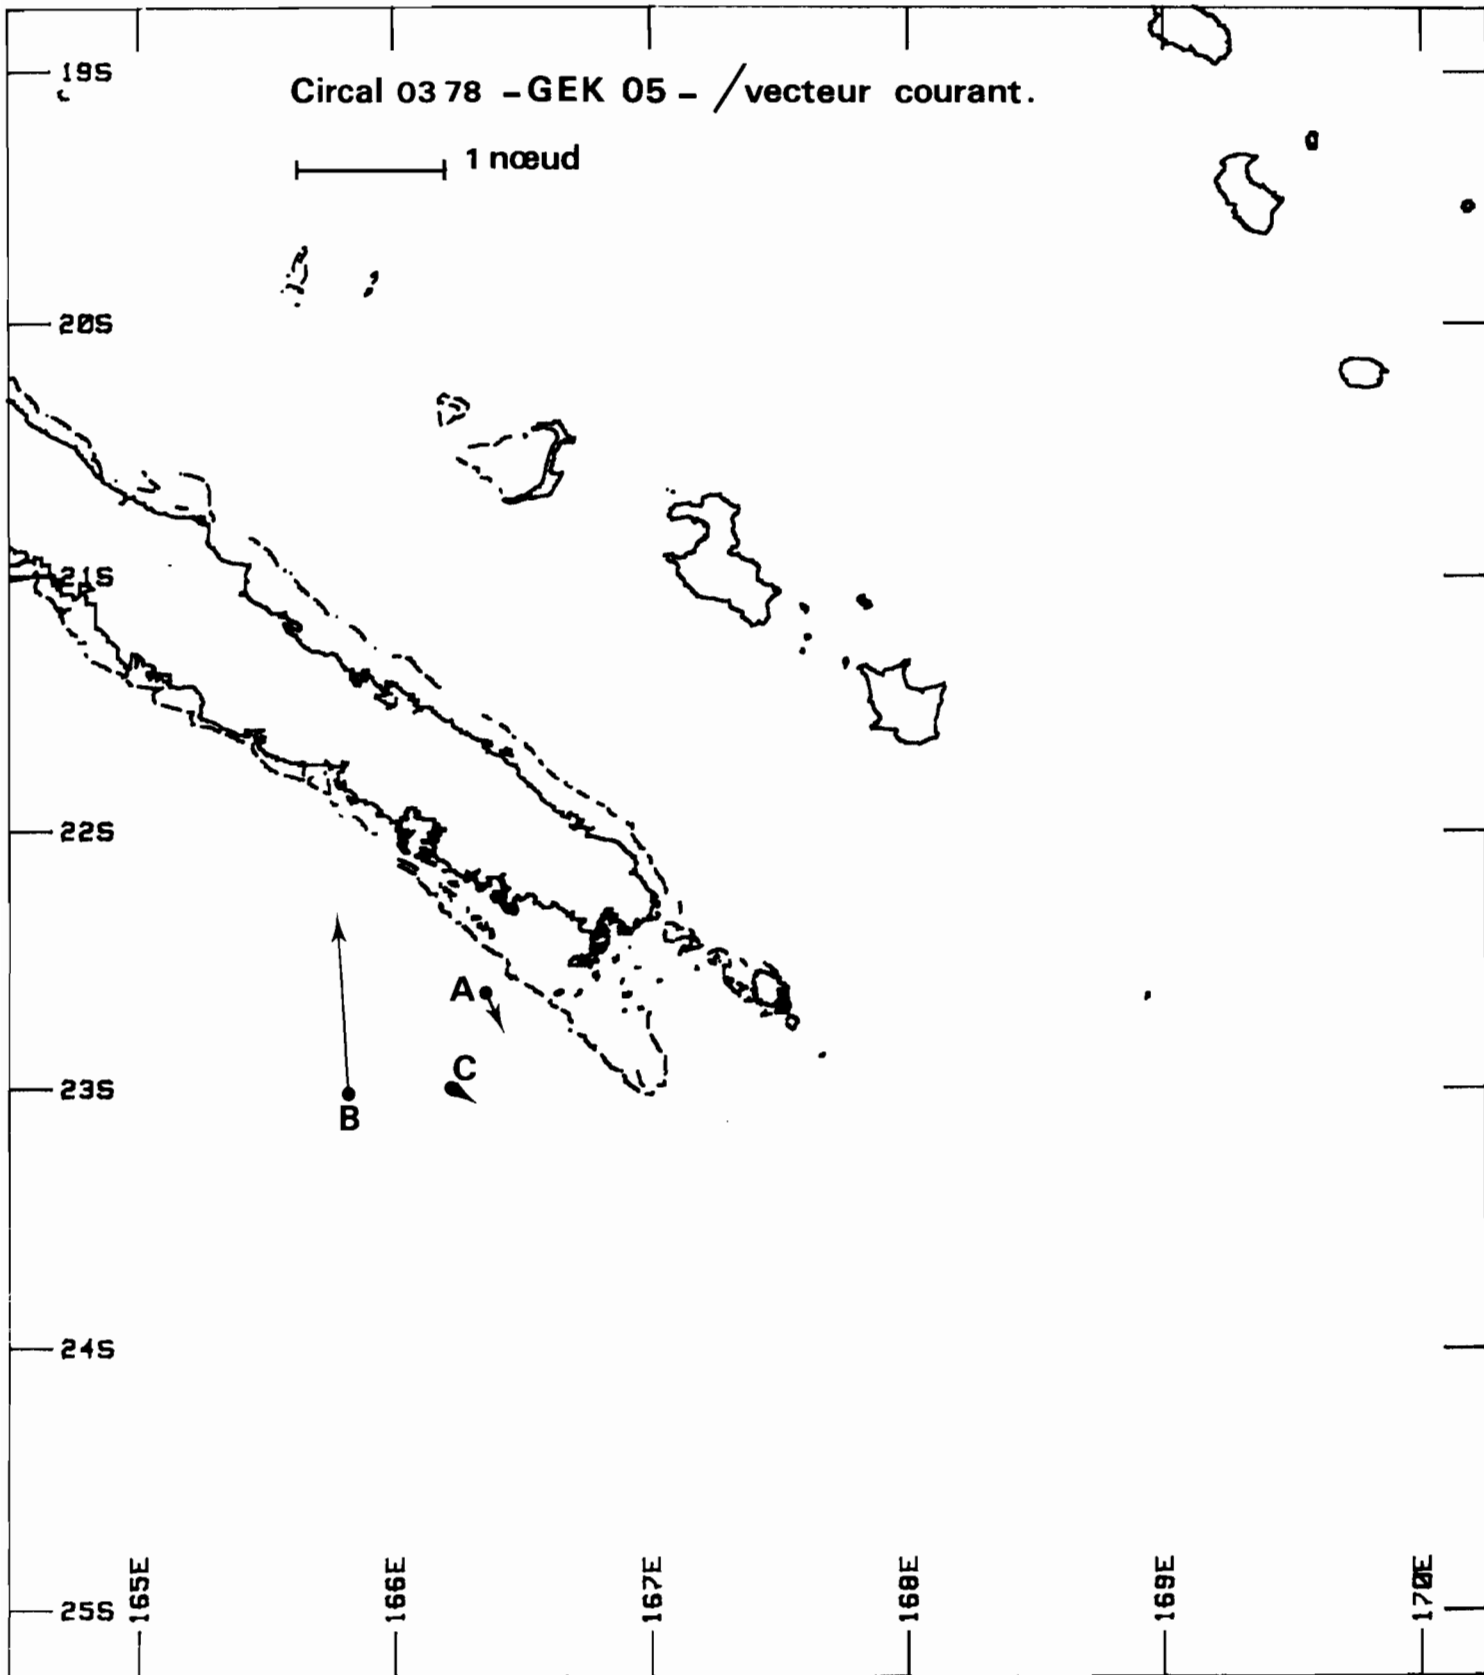 19S
Circal 03 78 - GEK 05 - / vecteur courant.
1 nœud
20S
21S
22S
A
C
23S
B
24S
25S
165E
166E
167E
168E
169E
170E